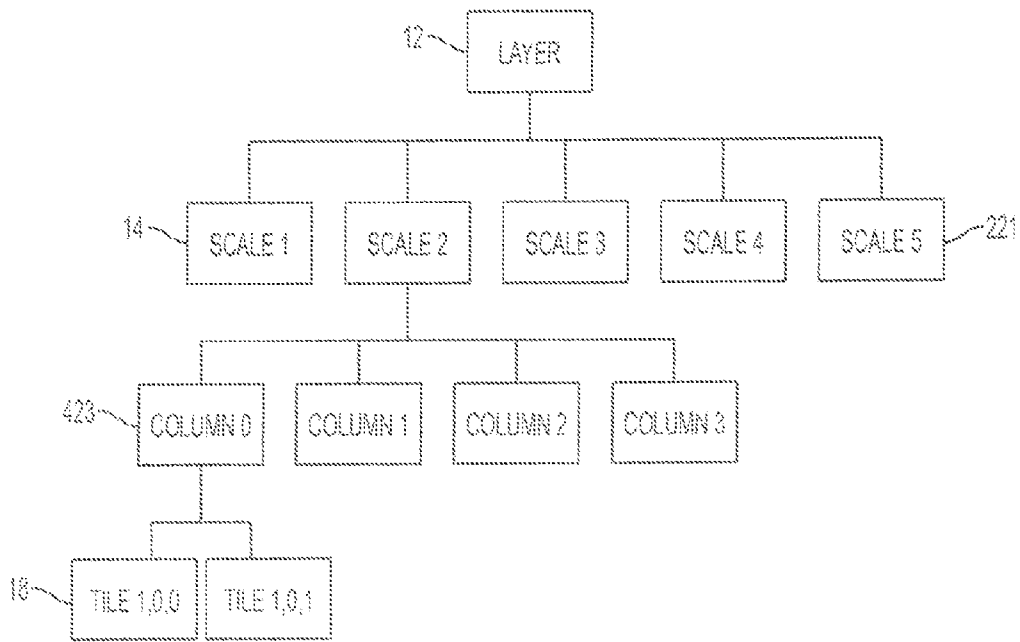 12
LAYER
14
SCALE 1
SCALE 2
SCALE 3
SCALE 4
SCALE 5
221
423
COLUMN 0
COLUMN 1
COLUMN 2
COLUMN 3
18
TILE 1,0,0
TILE 1,0,1